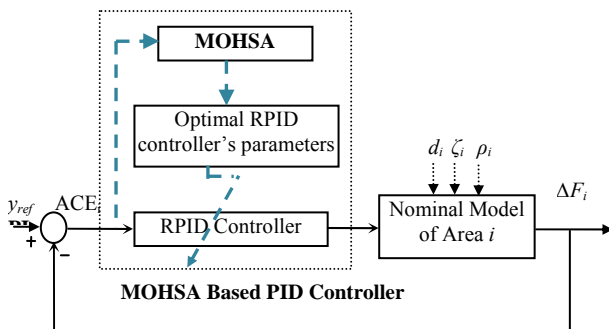 MOHSA
Optimal RPID
controller's parameters
d_i ζ_i ρ_i
y_ref
ACE_i
ΔF_i
+
−
RPID Controller
Nominal Model
of Area i
MOHSA Based PID Controller